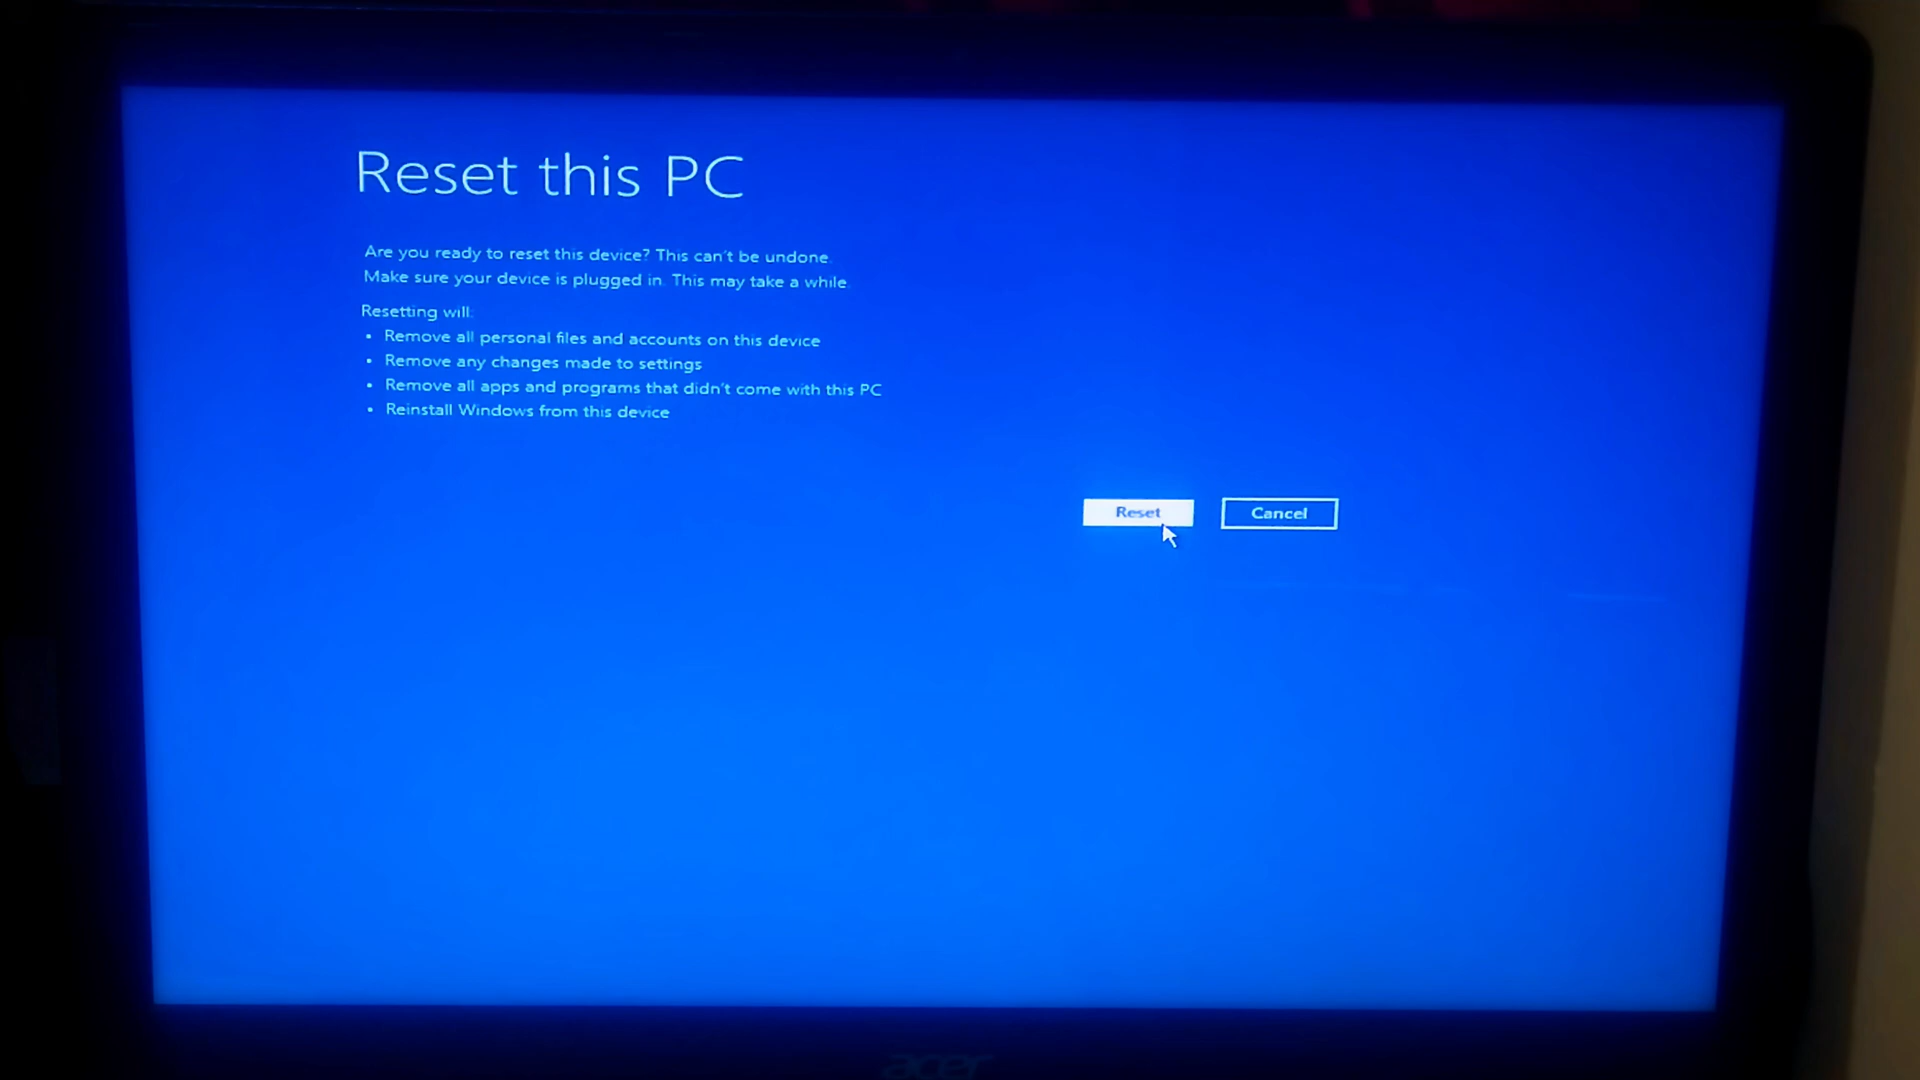 Reset this PC
Are you ready to reset this device? This can't be undone.
Make sure your device is plugged in. This may take a while.
Resetting will:
• Remove all personal files and accounts on this device
• Remove any changes made to settings
• Remove all apps and programs that didn't come with this PC
• Reinstall Windows from this device
Reset
Cancel
acer